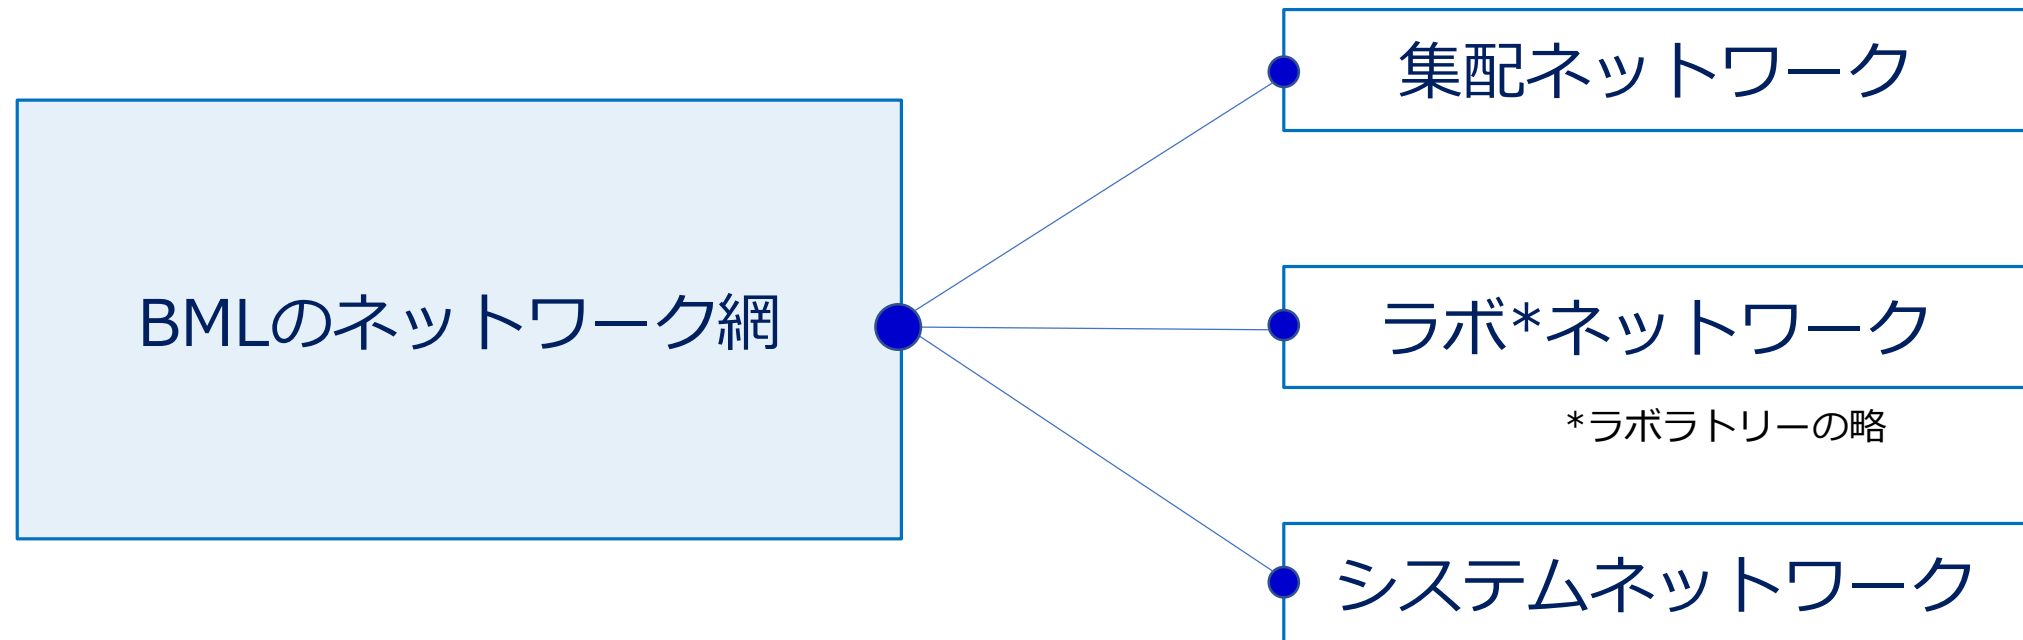 集配ネットワーク
BMLのネットワーク網
ラボ*ネットワーク
*ラボラトリーの略
システムネットワーク